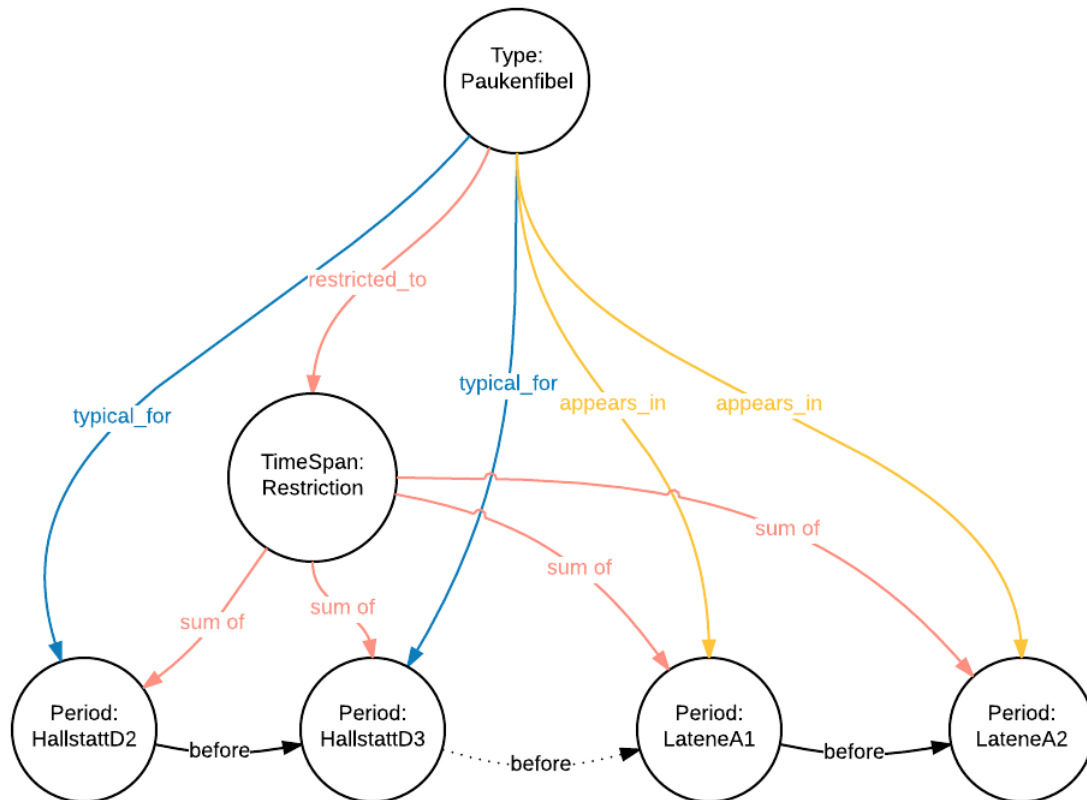 Type:
Paukenfibel
restricted_to
typical_for
typical_for
appears_in
appears_in
TimeSpan:
Restriction
sum of
sum of
sum of
sum of
Period:
HallstattD2
Period:
HallstattD3
Period:
LateneA1
Period:
LateneA2
before
before
before